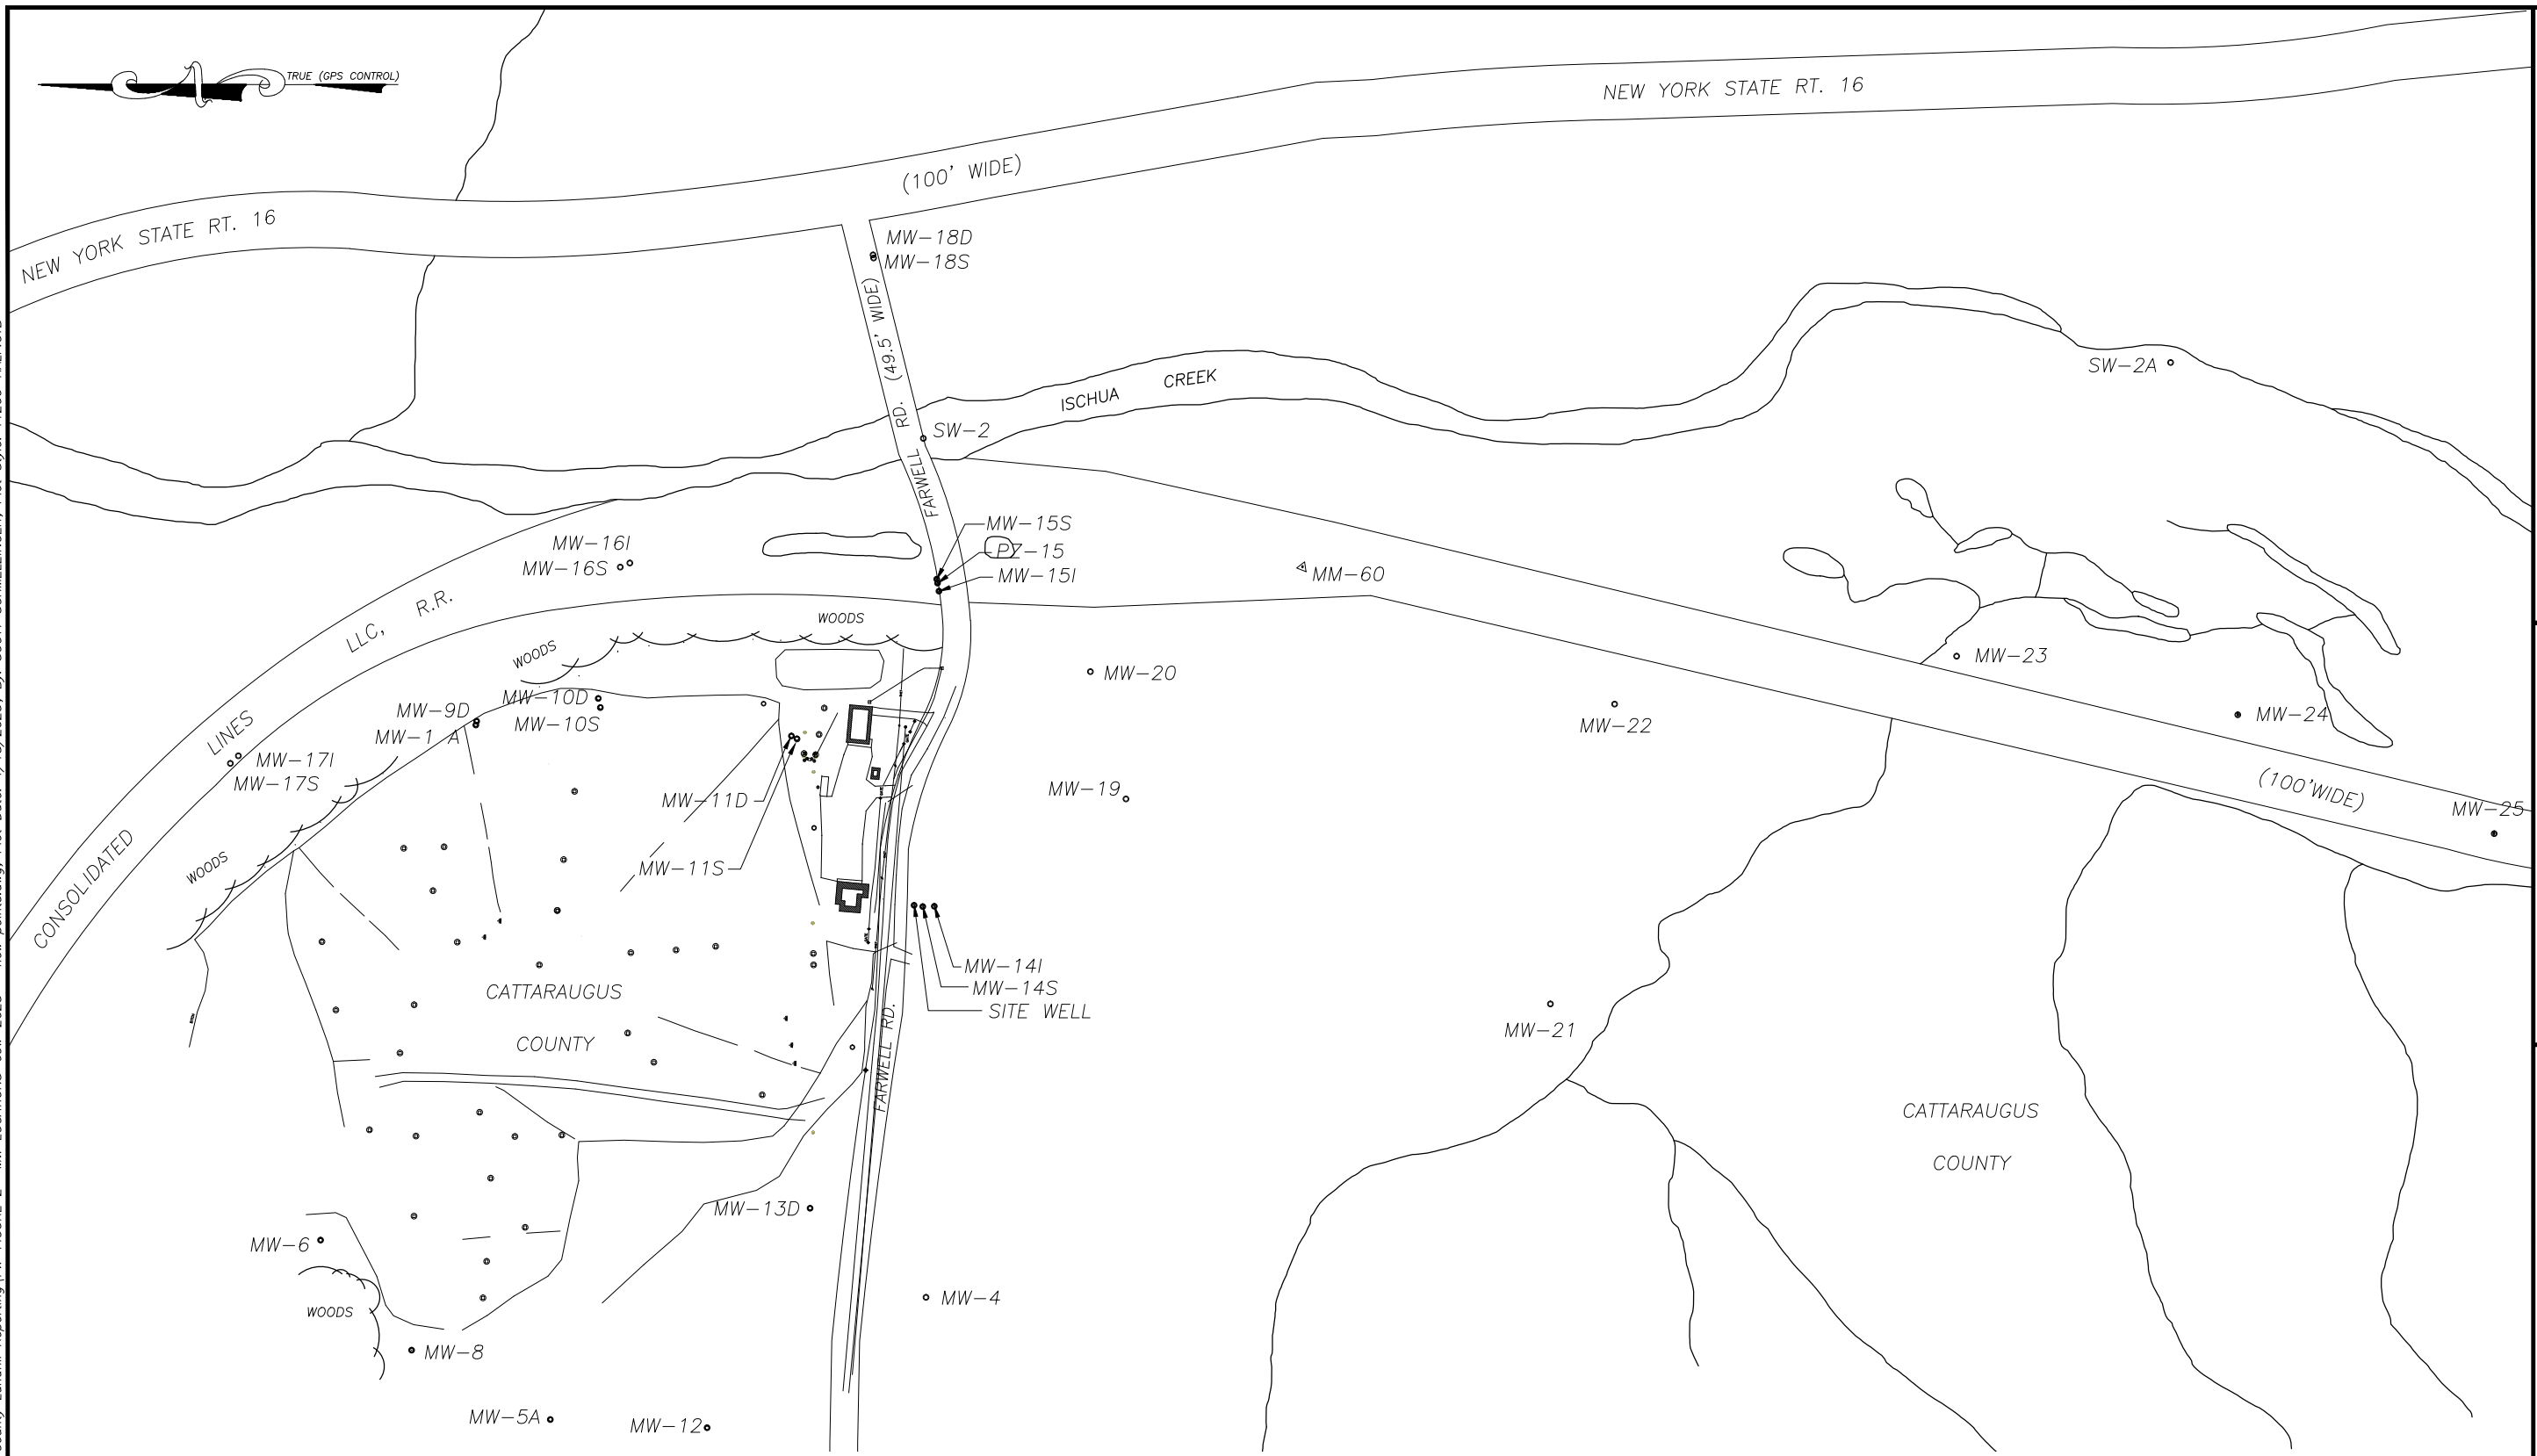 TRUE (GPS CONTROL)
NEW YORK STATE RT. 16
(100' WIDE)
NEW YORK STATE RT. 16
MW-18D
MW-18S
FARWELL RD. (49.5' WIDE)
ISCHUA CREEK
SW-2A
SW-2
MW-15S
PZ-15
MW-15I
MW-16I
MW-16S
MM-60
CONSOLIDATED LINES LLC, R.R.
WOODS
WOODS
MW-20
MW-23
MW-10D
MW-10S
MW-9D
MW-1 A
MW-22
MW-24
MW-17I
MW-17S
MW-11D
MW-19
(100'WIDE)
MW-25
WOODS
MW-11S
MW-14I
MW-14S
SITE WELL
CATTARAUGUS
COUNTY
FARWELL RD.
MW-21
CATTARAUGUS
COUNTY
MW-13D
MW-6
WOODS
MW-4
MW-8
MW-5A
MW-12